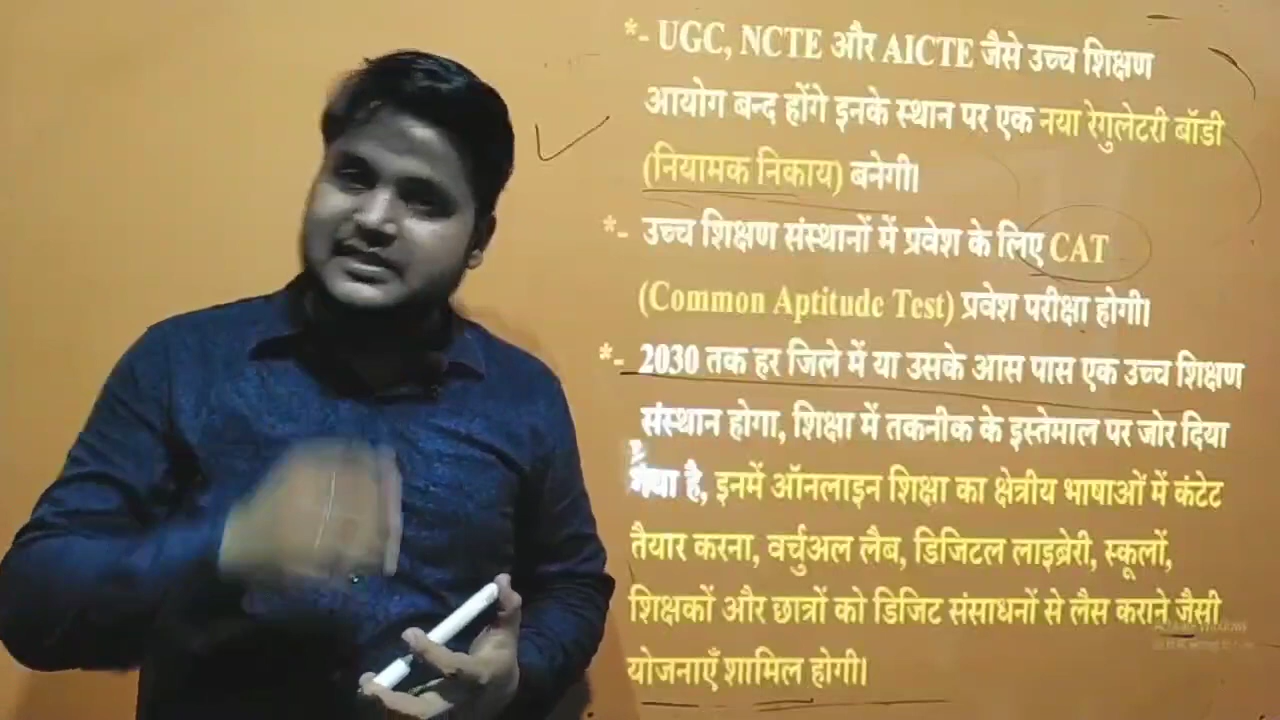 *- UGC, NCTE और AICTE जैसे उच्च शिक्षण
आयोग बन्द होंगे इनके स्थान पर एक नया रेगुलेटरी बॉडी
(नियामक निकाय) बनेगी।
*- उच्च शिक्षण संस्थानों में प्रवेश के लिए CAT
(Common Aptitude Test) प्रवेश परीक्षा होगी।
*- 2030 तक हर जिले में या उसके आस पास एक उच्च शिक्षण
संस्थान होगा, शिक्षा में तकनीक के इस्तेमाल पर जोर दिया
गया है, इनमें ऑनलाइन शिक्षा का क्षेत्रीय भाषाओं में कंटेट
तैयार करना, वर्चुअल लैब, डिजिटल लाइब्रेरी, स्कूलों,
शिक्षकों और छात्रों को डिजिट संसाधनों से लैस कराने जैसी
योजनाएँ शामिल होगी।